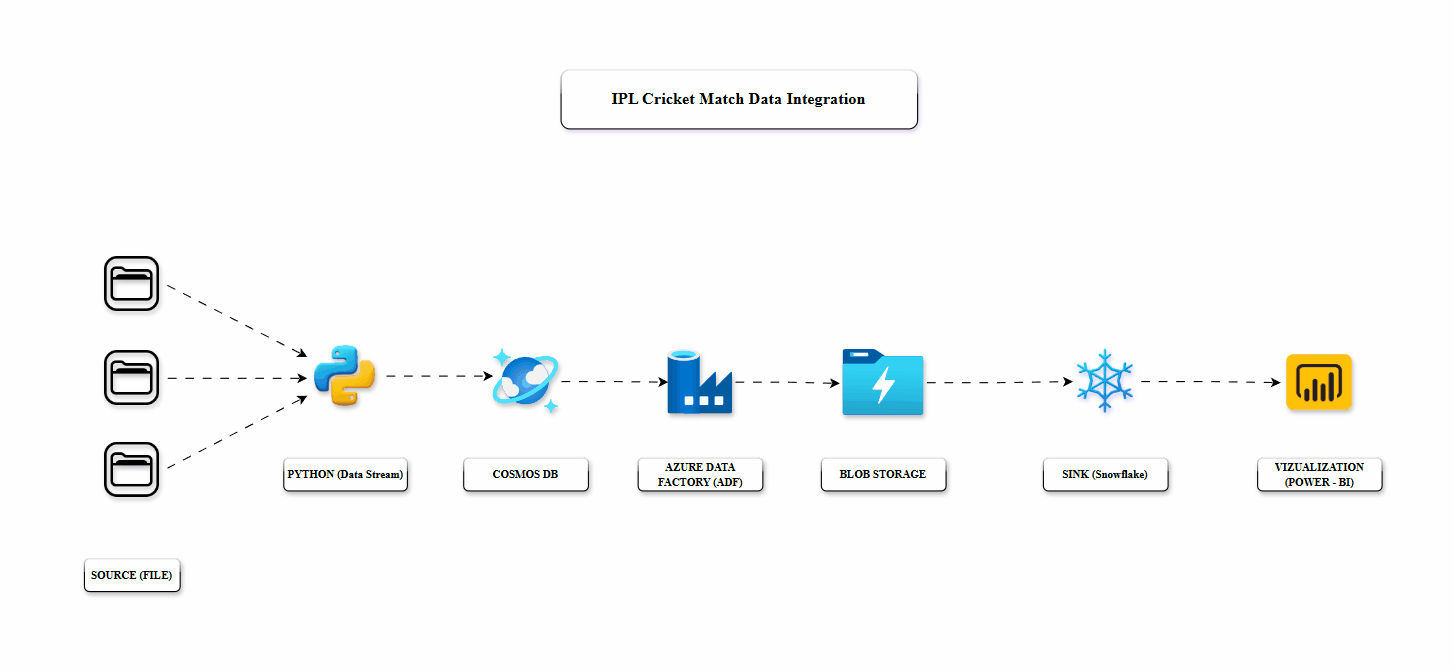 IPL Cricket Match Data Integration
PYTHON (Data Stream)
COSMOS DB
AZURE DATA
FACTORY (ADF)
BLOB STORAGE
SINK (Snowflake)
VIZUALIZATION
(POWER - BI)
SOURCE (FILE)